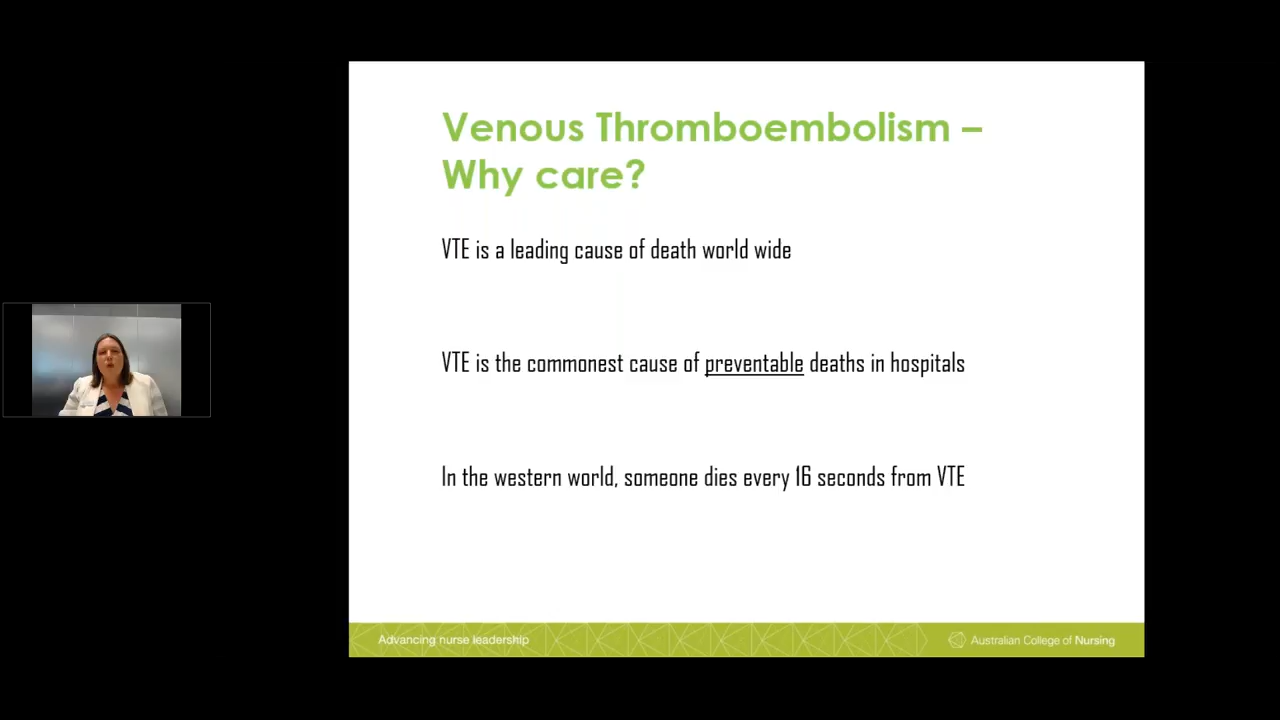 Venous Thromboembolism –
Why care?
VTE is a leading cause of death world wide
VTE is the commonest cause of preventable deaths in hospitals
In the western world, someone dies every 16 seconds from VTE
Advancing nurse leadership
Australian College of Nursing